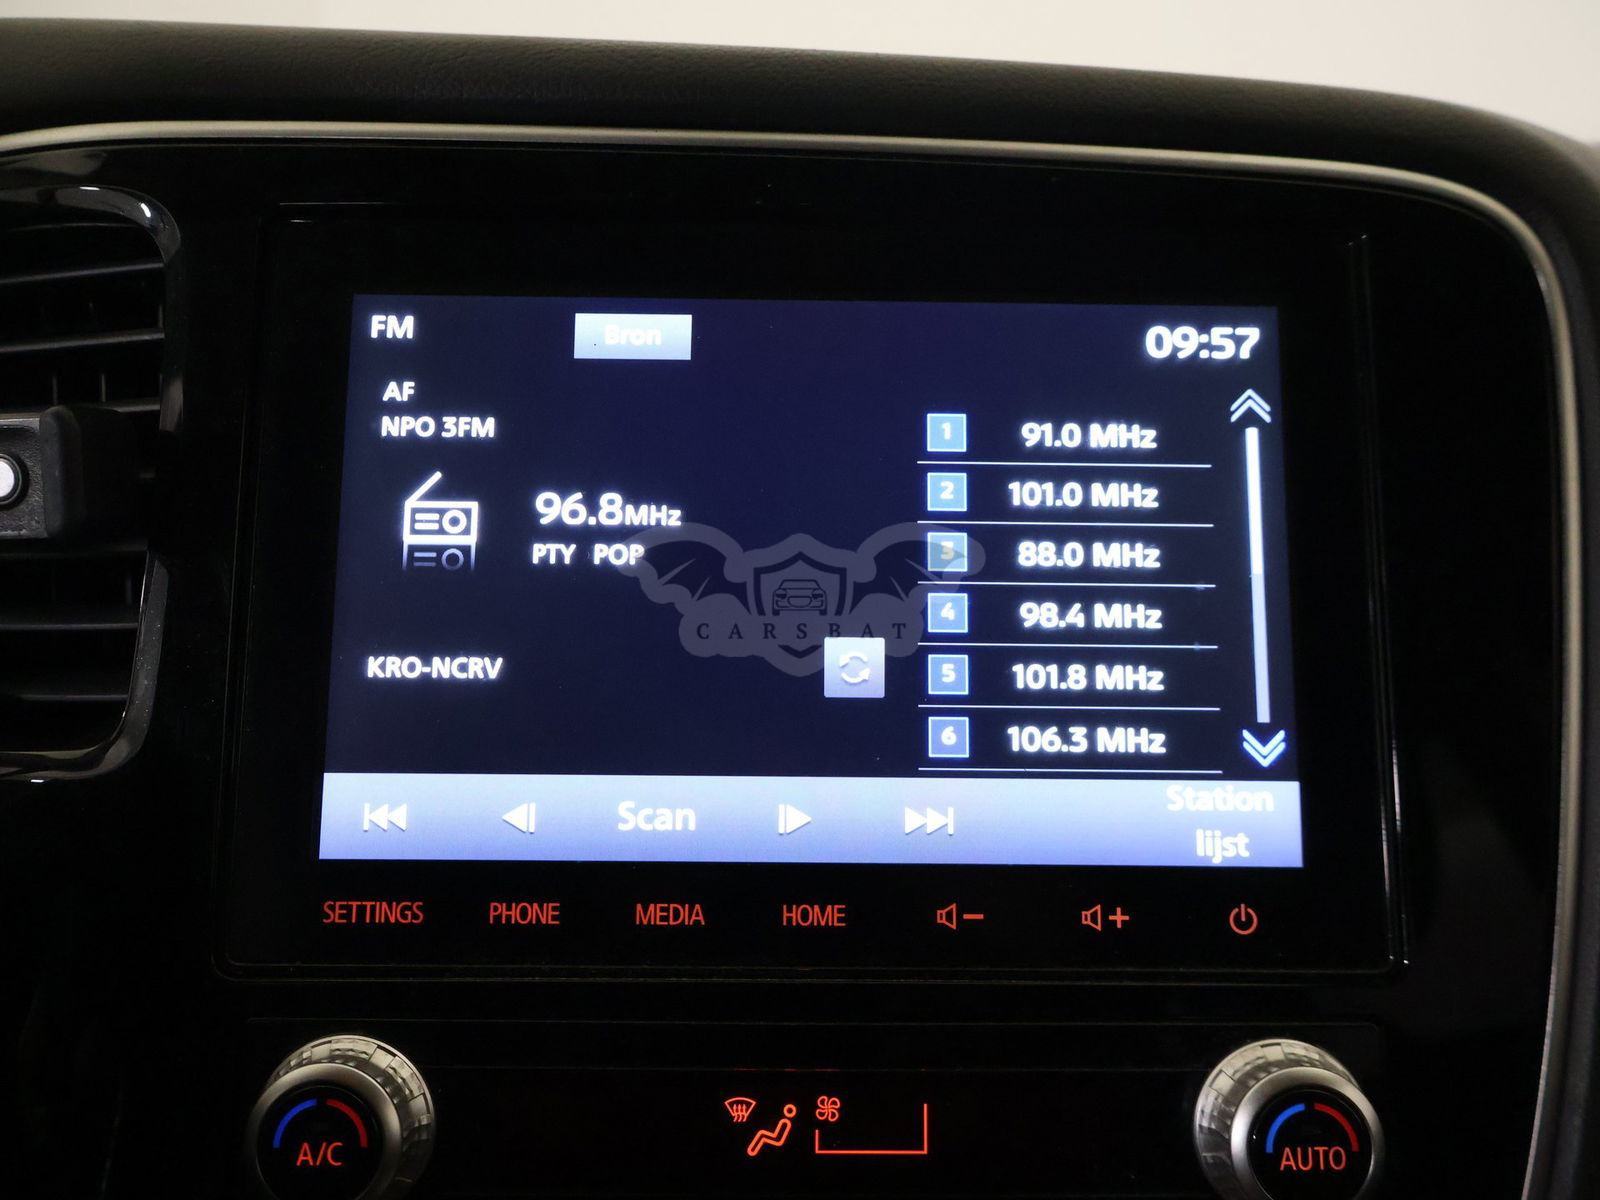 FM
Bron
09:57
AF
NPO 3FM
96.8MHz
PTY POP
KRO-NCRV
1 91.0 MHz
2 101.0 MHz
3 88.0 MHz
4 98.4 MHz
5 101.8 MHz
6 106.3 MHz
CARSBAT
Scan
Station
lijst
SETTINGS PHONE MEDIA HOME
A/C
AUTO